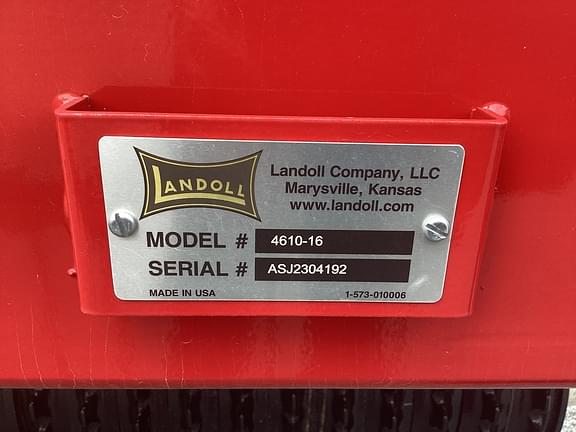 LANDOLL
Landoll Company, LLC
Marysville, Kansas
www.landoll.com
MODEL # 4610-16
SERIAL # ASJ2304192
MADE IN USA 1-573-010006